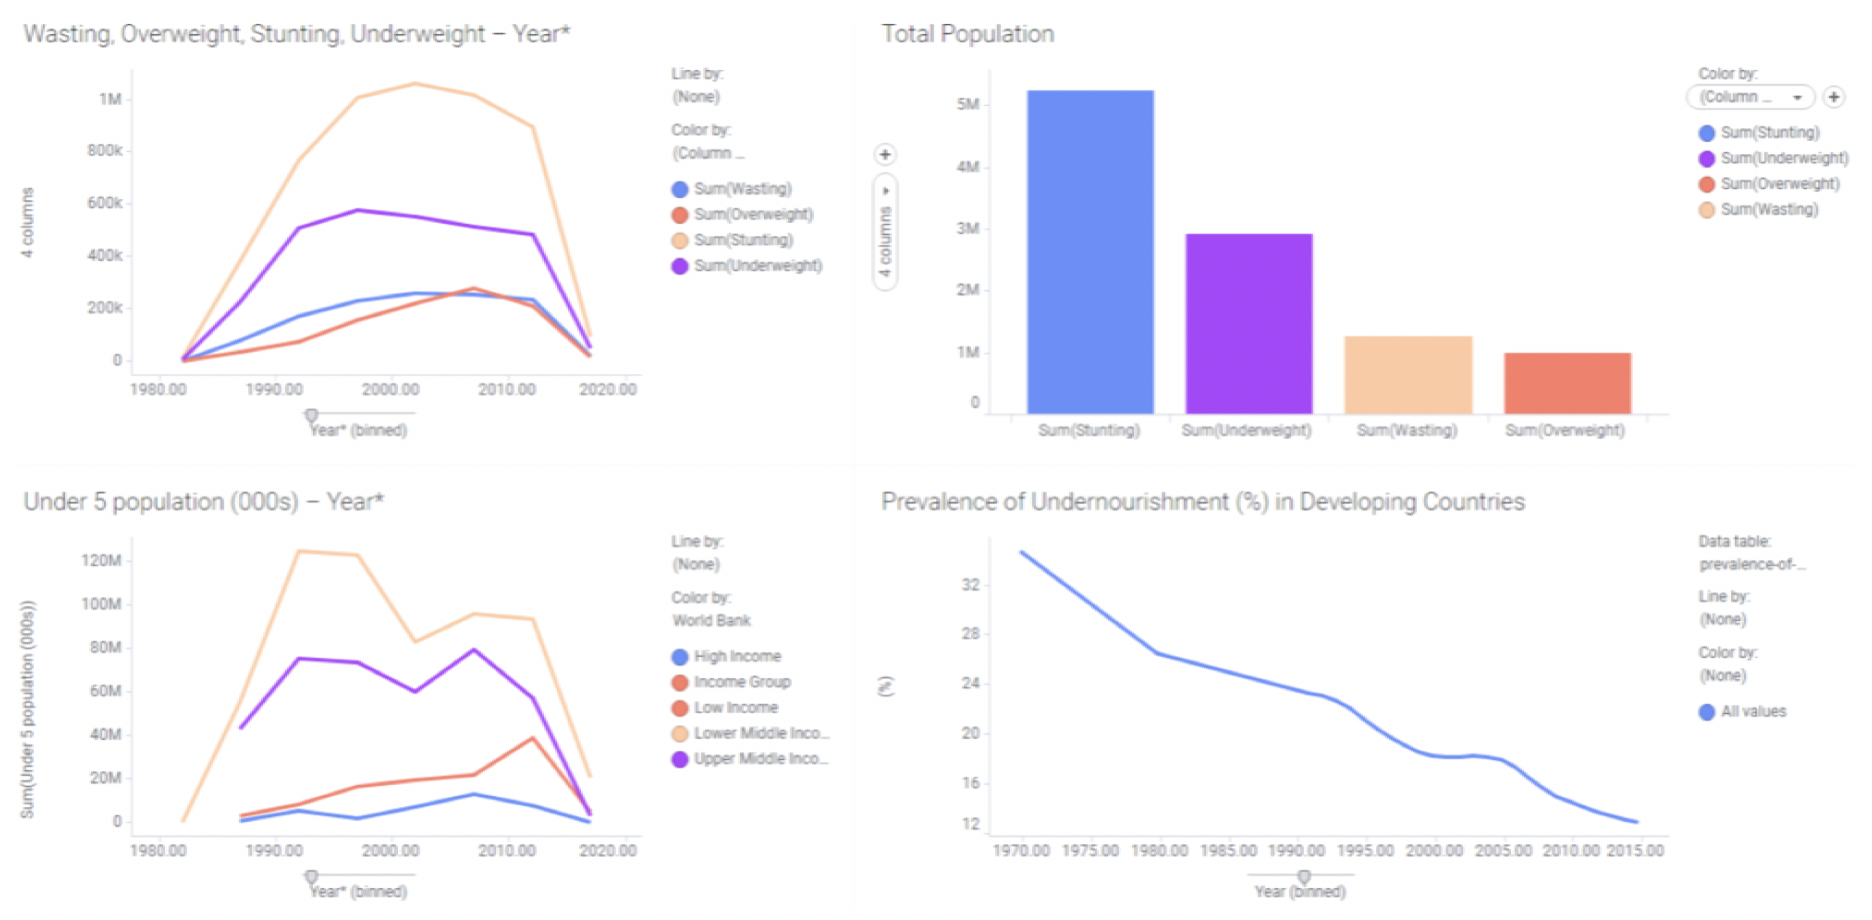 Wasting, Overweight, Stunting, Underweight – Year*
4 columns
1M
800k
600k
400k
200k
0
1980.00 1990.00 2000.00 2010.00 2020.00
Year* (binned)
Line by:
(None)
Color by:
(Column ...
Sum(Wasting)
Sum(Overweight)
Sum(Stunting)
Sum(Underweight)
Total Population
4 columns
5M
4M
3M
2M
1M
0
Sum(Stunting) Sum(Underweight) Sum(Wasting) Sum(Overweight)
Color by:
(Column ...
Sum(Stunting)
Sum(Underweight)
Sum(Overweight)
Sum(Wasting)
Under 5 population (000s) – Year*
Sum(Under 5 population (000s))
120M
100M
80M
60M
40M
20M
0
1980.00 1990.00 2000.00 2010.00 2020.00
Year* (binned)
Line by:
(None)
Color by:
World Bank
High Income
Income Group
Low Income
Lower Middle Inco...
Upper Middle Inco...
Prevalence of Undernourishment (%) in Developing Countries
(%)
32
28
24
20
16
12
1970.00 1975.00 1980.00 1985.00 1990.00 1995.00 2000.00 2005.00 2010.00 2015.00
Year (binned)
Data table:
prevalence-of-...
Line by:
(None)
Color by:
(None)
All values